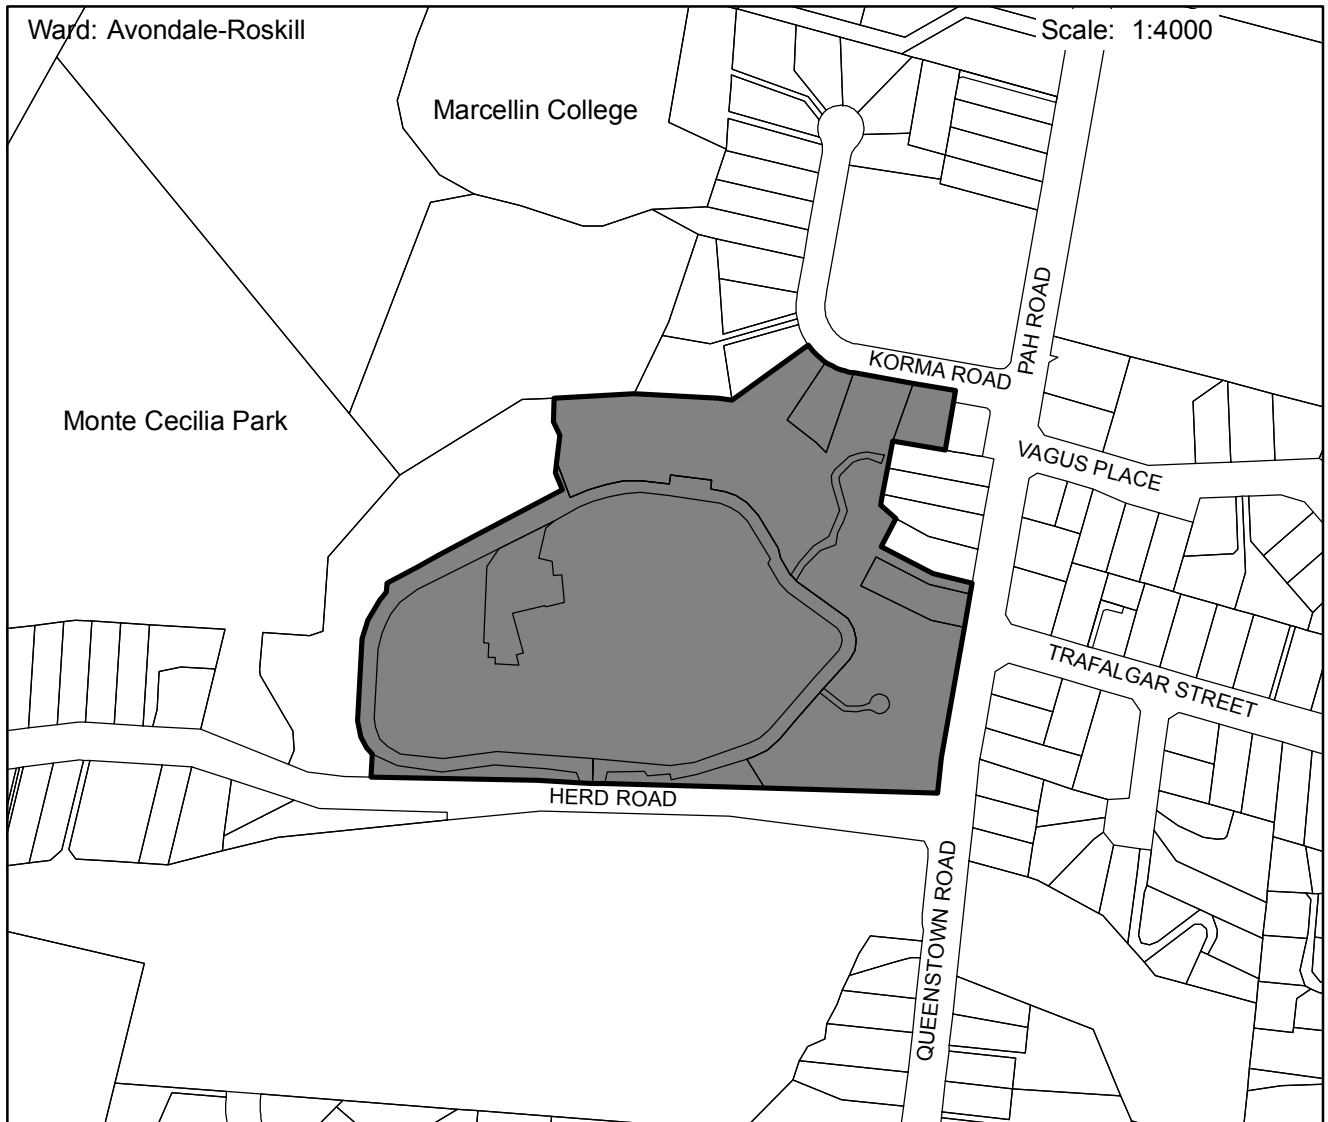 Ward: Avondale-Roskill
Scale: 1:4000
Marcellin College
PAH ROAD
KORMA ROAD
Monte Cecilia Park
VAGUS PLACE
TRAFALGAR STREET
HERD ROAD
QUEENSTOWN ROAD